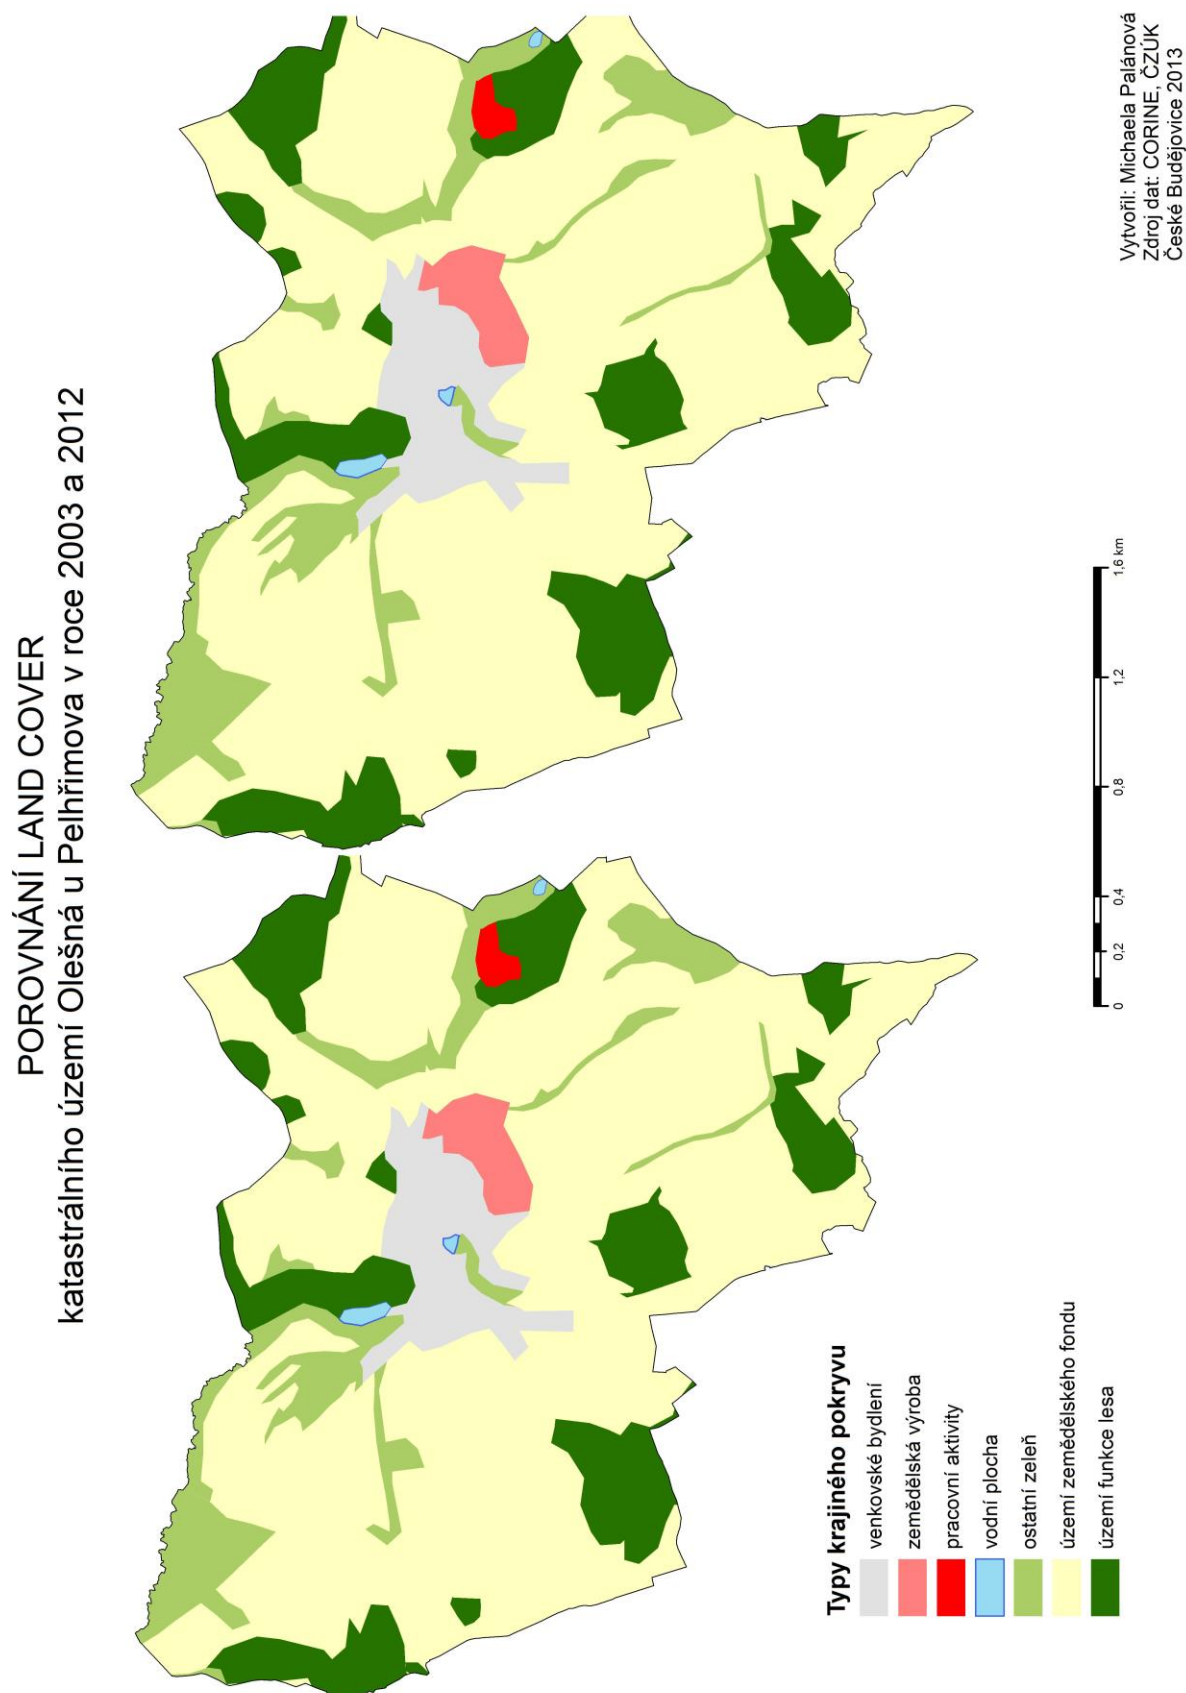 POROVNÁNÍ LAND COVER
katastrálního území Olešná u Pelhřimova v roce 2003 a 2012
Typy krajiného pokryvu
venkovské bydlení
zemědělská výroba
pracovní aktivity
vodní plocha
ostatní zeleň
území zemědělského fondu
území funkce lesa
0 0,2 0,4 0,8 1,2 1,6 km
Vytvořil: Michaela Palánová
Zdroj dat: CORINE, ČZÚK
České Budějovice 2013